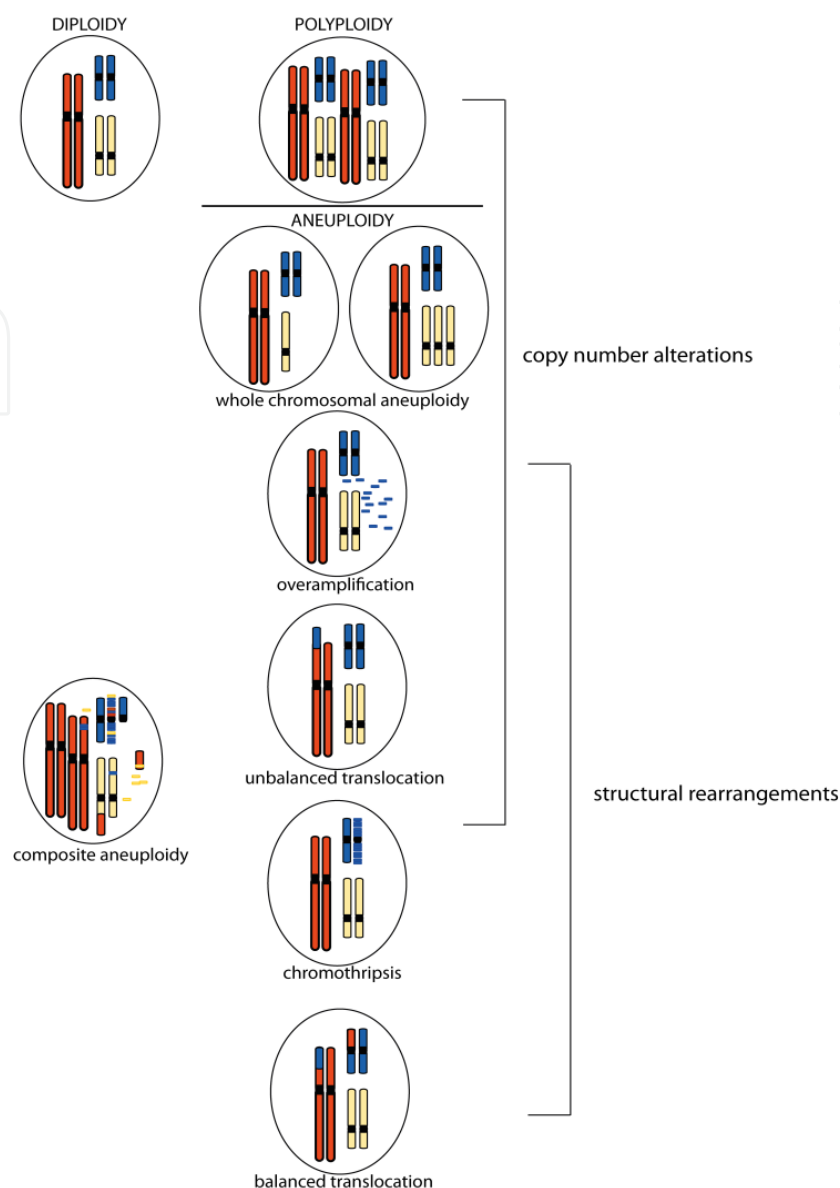 DIPLOIDY
POLYPLOIDY
ANEUPLOIDY
whole chromosomal aneuploidy
copy number alterations
overamplification
unbalanced translocation
structural rearrangements
composite aneuploidy
chromothripsis
balanced translocation